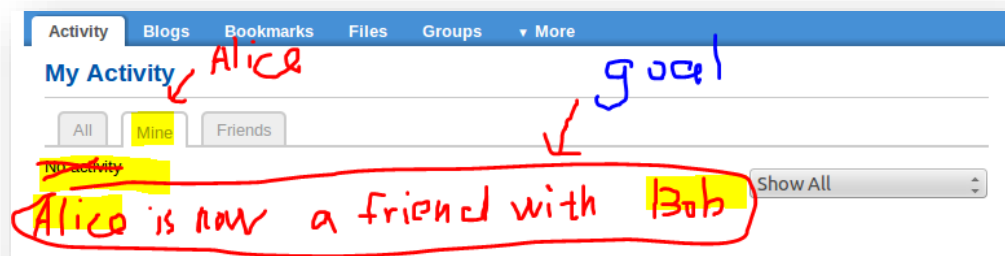 Activity Blogs Bookmarks Files Groups ▾ More
My Activity Alice goal
All Mine Friends
No activity
Show All
Alice is now a friend with Bob